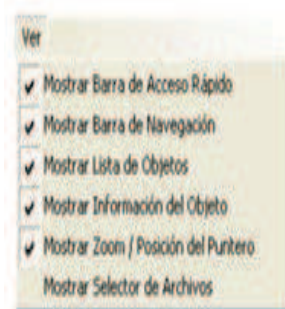 Ver
Mostrar Barra de Acceso Rápido
Mostrar Barra de Navegación
Mostrar Lista de Objetos
Mostrar Información del Objeto
Mostrar Zoom / Posición del Puntero
Mostrar Selector de Archivos